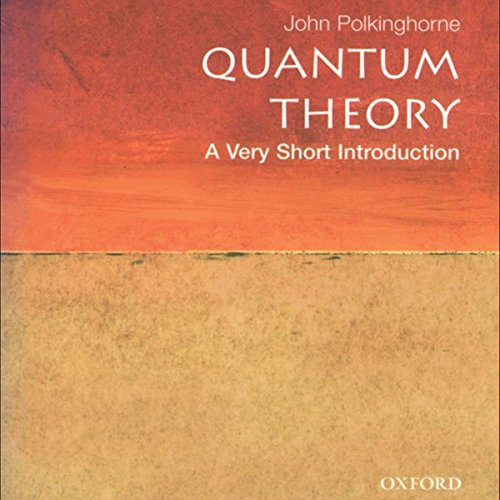 John Polkinghorne
QUANTUM
THEORY
A Very Short Introduction
OXFORD